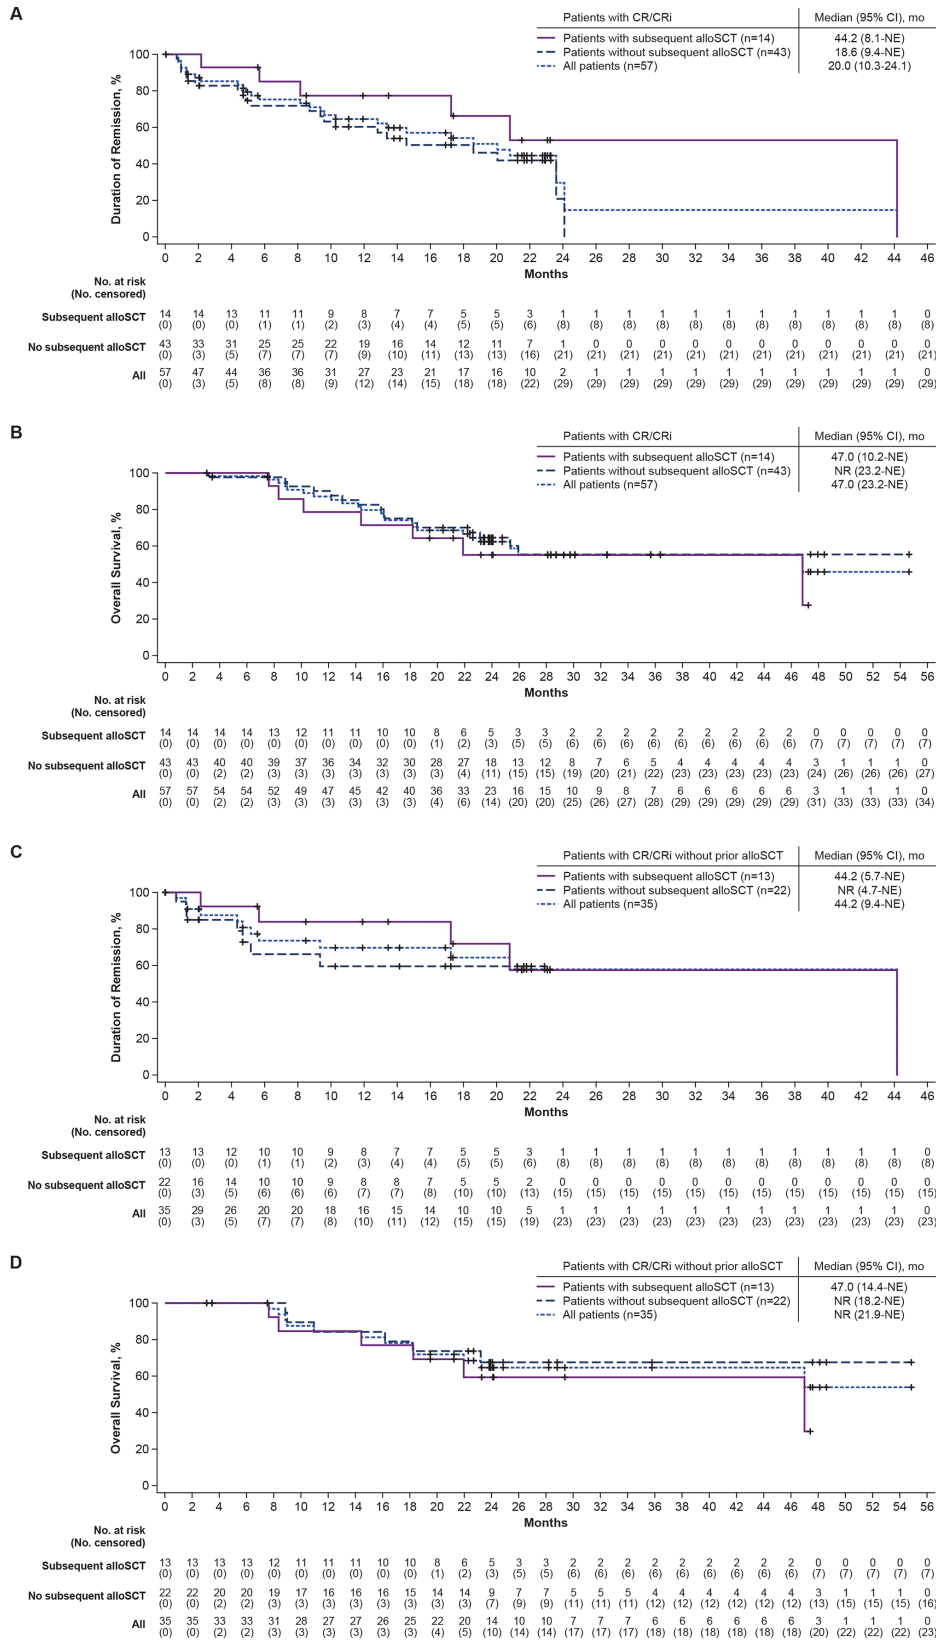 A
Patients with CR/CRi Median (95% CI), mo
Patients with subsequent alloSCT (n=14) 44.2 (8.1-NE)
Patients without subsequent alloSCT (n=43) 18.6 (9.4-NE)
All patients (n=57) 20.0 (10.3-24.1)
Duration of Remission, %
100
80
60
40
20
0
0 2 4 6 8 10 12 14 16 18 20 22 24 26 28 30 32 34 36 38 40 42 44 46
Months
No. at risk
(No. censored)
Subsequent alloSCT 14 14 13 11 11 9 8 7 7 5 5 3 1 1 1 1 1 1 1 1 1 1 1 0
(0) (0) (0) (1) (1) (2) (3) (4) (4) (5) (5) (6) (8) (8) (8) (8) (8) (8) (8) (8) (8) (8) (8) (8)
No subsequent alloSCT 43 33 31 25 25 22 19 16 14 12 11 7 1 0 0 0 0 0 0 0 0 0 0 0
(0) (3) (5) (7) (7) (7) (9) (10) (11) (13) (13) (16) (21) (21) (21) (21) (21) (21) (21) (21) (21) (21) (21) (21)
All 57 47 44 36 36 31 27 23 21 17 16 10 2 1 1 1 1 1 1 1 1 1 1 0
(0) (3) (5) (8) (8) (9) (12) (14) (15) (18) (18) (22) (29) (29) (29) (29) (29) (29) (29) (29) (29) (29) (29) (29)
B
Patients with CR/CRi Median (95% CI), mo
Patients with subsequent alloSCT (n=14) 47.0 (10.2-NE)
Patients without subsequent alloSCT (n=43) NR (23.2-NE)
All patients (n=57) 47.0 (23.2-NE)
Overall Survival, %
100
80
60
40
20
0
0 2 4 6 8 10 12 14 16 18 20 22 24 26 28 30 32 34 36 38 40 42 44 46 48 50 52 54 56
Months
No. at risk
(No. censored)
Subsequent alloSCT 14 14 14 14 13 12 11 11 10 10 8 6 5 3 3 2 2 2 2 2 2 2 2 2 0 0 0 0 0
(0) (0) (0) (0) (0) (0) (0) (0) (0) (0) (1) (2) (3) (5) (5) (6) (6) (6) (6) (6) (6) (6) (6) (6) (7) (7) (7) (7) (7)
No subsequent alloSCT 43 43 40 40 39 37 36 34 32 30 28 27 18 13 12 8 7 6 5 4 4 4 4 4 3 1 1 1 0
(0) (0) (2) (2) (3) (3) (3) (3) (3) (3) (3) (4) (11) (15) (15) (19) (20) (21) (22) (23) (23) (23) (23) (23) (24) (26) (26) (26) (27)
All 57 57 54 54 52 49 47 45 42 40 36 33 23 16 15 10 9 8 7 6 6 6 6 6 3 1 1 1 0
(0) (0) (2) (2) (3) (3) (3) (3) (3) (3) (4) (6) (14) (20) (20) (25) (26) (27) (28) (29) (29) (29) (29) (29) (31) (33) (33) (33) (34)
C
Patients with CR/CRi without prior alloSCT Median (95% CI), mo
Patients with subsequent alloSCT (n=13) 44.2 (5.7-NE)
Patients without subsequent alloSCT (n=22) NR (4.7-NE)
All patients (n=35) 44.2 (9.4-NE)
Duration of Remission, %
100
80
60
40
20
0
0 2 4 6 8 10 12 14 16 18 20 22 24 26 28 30 32 34 36 38 40 42 44 46
Months
No. at risk
(No. censored)
Subsequent alloSCT 13 13 12 10 10 9 8 7 7 5 5 3 1 1 1 1 1 1 1 1 1 1 1 0
(0) (0) (0) (1) (1) (2) (3) (4) (4) (5) (5) (6) (8) (8) (8) (8) (8) (8) (8) (8) (8) (8) (8) (8)
No subsequent alloSCT 22 16 14 10 10 9 8 8 7 5 5 2 0 0 0 0 0 0 0 0 0 0 0 0
(0) (3) (5) (6) (6) (6) (7) (7) (8) (10) (10) (13) (15) (15) (15) (15) (15) (15) (15) (15) (15) (15) (15) (15)
All 35 29 26 20 20 18 16 15 14 10 10 5 1 1 1 1 1 1 1 1 1 1 1 0
(0) (3) (5) (7) (7) (8) (10) (11) (12) (15) (15) (19) (23) (23) (23) (23) (23) (23) (23) (23) (23) (23) (23) (23)
D
Patients with CR/CRi without prior alloSCT Median (95% CI), mo
Patients with subsequent alloSCT (n=13) 47.0 (14.4-NE)
Patients without subsequent alloSCT (n=22) NR (18.2-NE)
All patients (n=35) NR (21.9-NE)
Overall Survival, %
100
80
60
40
20
0
0 2 4 6 8 10 12 14 16 18 20 22 24 26 28 30 32 34 36 38 40 42 44 46 48 50 52 54 56
Months
No. at risk
(No. censored)
Subsequent alloSCT 13 13 13 13 12 11 11 11 10 10 8 6 5 3 3 2 2 2 2 2 2 2 2 2 0 0 0 0 0
(0) (0) (0) (0) (0) (0) (0) (0) (0) (0) (1) (2) (3) (5) (5) (6) (6) (6) (6) (6) (6) (6) (6) (6) (7) (7) (7) (7) (7)
No subsequent alloSCT 22 22 20 20 19 17 16 16 16 15 14 14 9 7 7 5 5 5 4 4 4 4 4 4 3 1 1 1 0
(0) (0) (2) (2) (3) (3) (3) (3) (3) (3) (3) (3) (7) (9) (9) (11) (11) (11) (12) (12) (12) (12) (12) (12) (13) (15) (15) (15) (16)
All 35 35 33 33 31 28 27 27 26 25 22 20 14 10 10 7 7 7 6 6 6 6 6 6 3 1 1 1 0
(0) (0) (2) (2) (3) (3) (3) (3) (3) (3) (4) (5) (10) (14) (14) (17) (17) (17) (18) (18) (18) (18) (18) (18) (20) (22) (22) (22) (23)